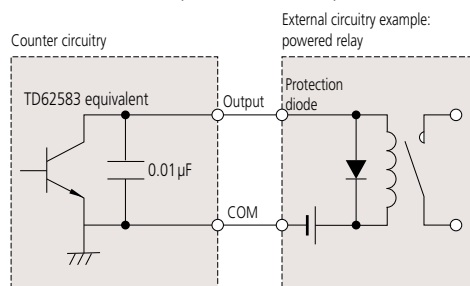 External circuitry example:
powered relay
Counter circuitry
TD62583 equivalent
Output
Protection
diode
0.01µF
COM